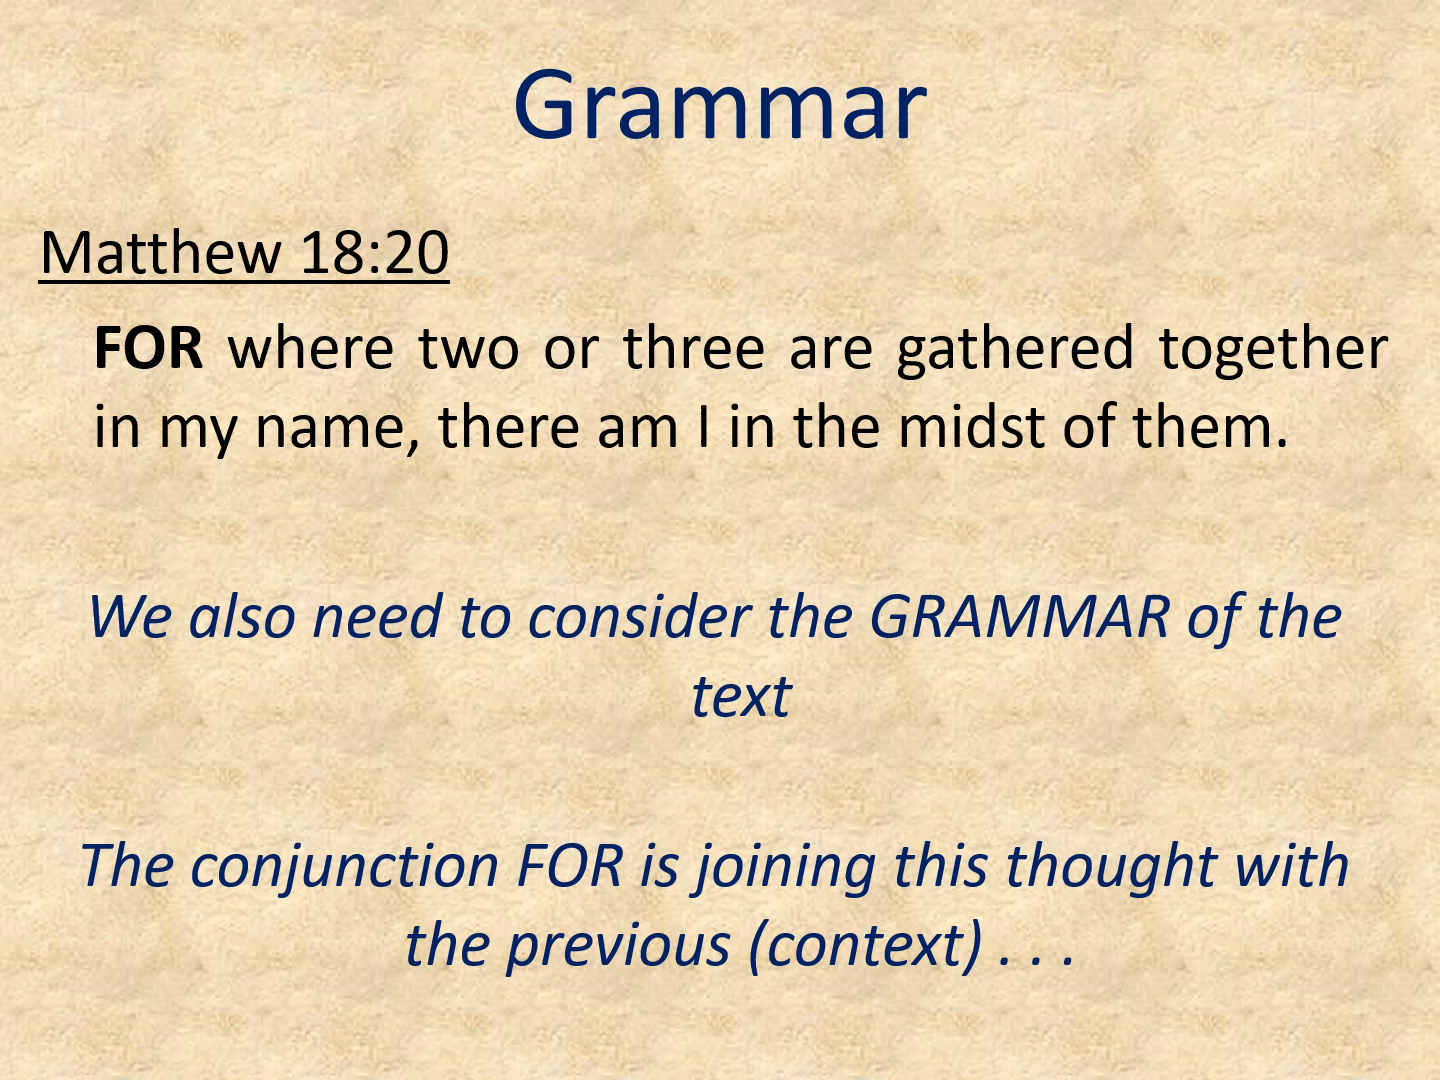 Grammar
Matthew 18:20
FOR where two or three are gathered together
in my name, there am I in the midst of them.
We also need to consider the GRAMMAR of the
text
The conjunction FOR is joining this thought with
the previous (context) . . .